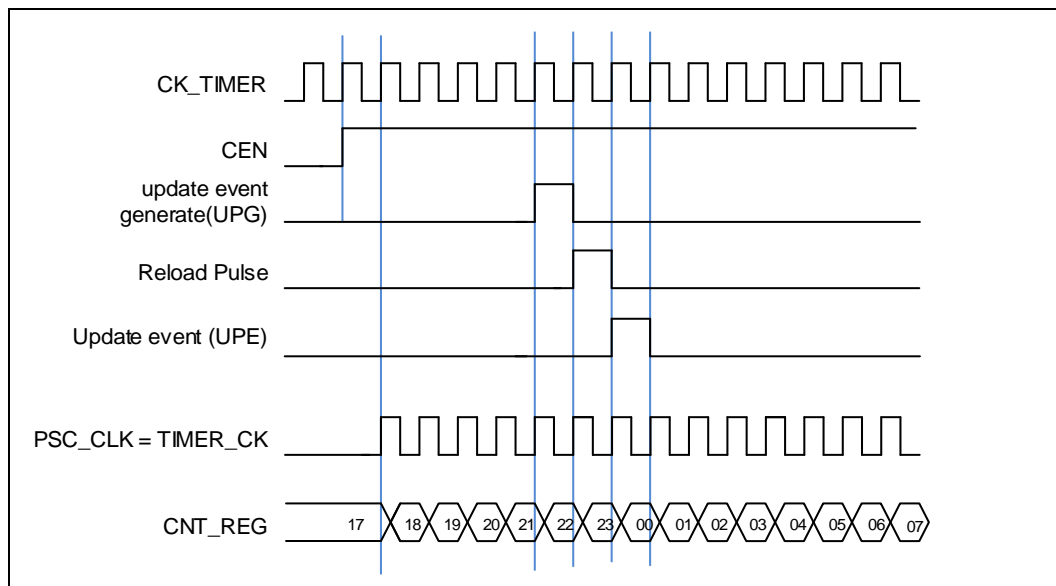 CK_TIMER
CEN
update event
generate(UPG)
Reload Pulse
Update event (UPE)
PSC_CLK = TIMER_CK
CNT_REG 17 18 19 20 21 22 23 00 01 02 03 04 05 06 07